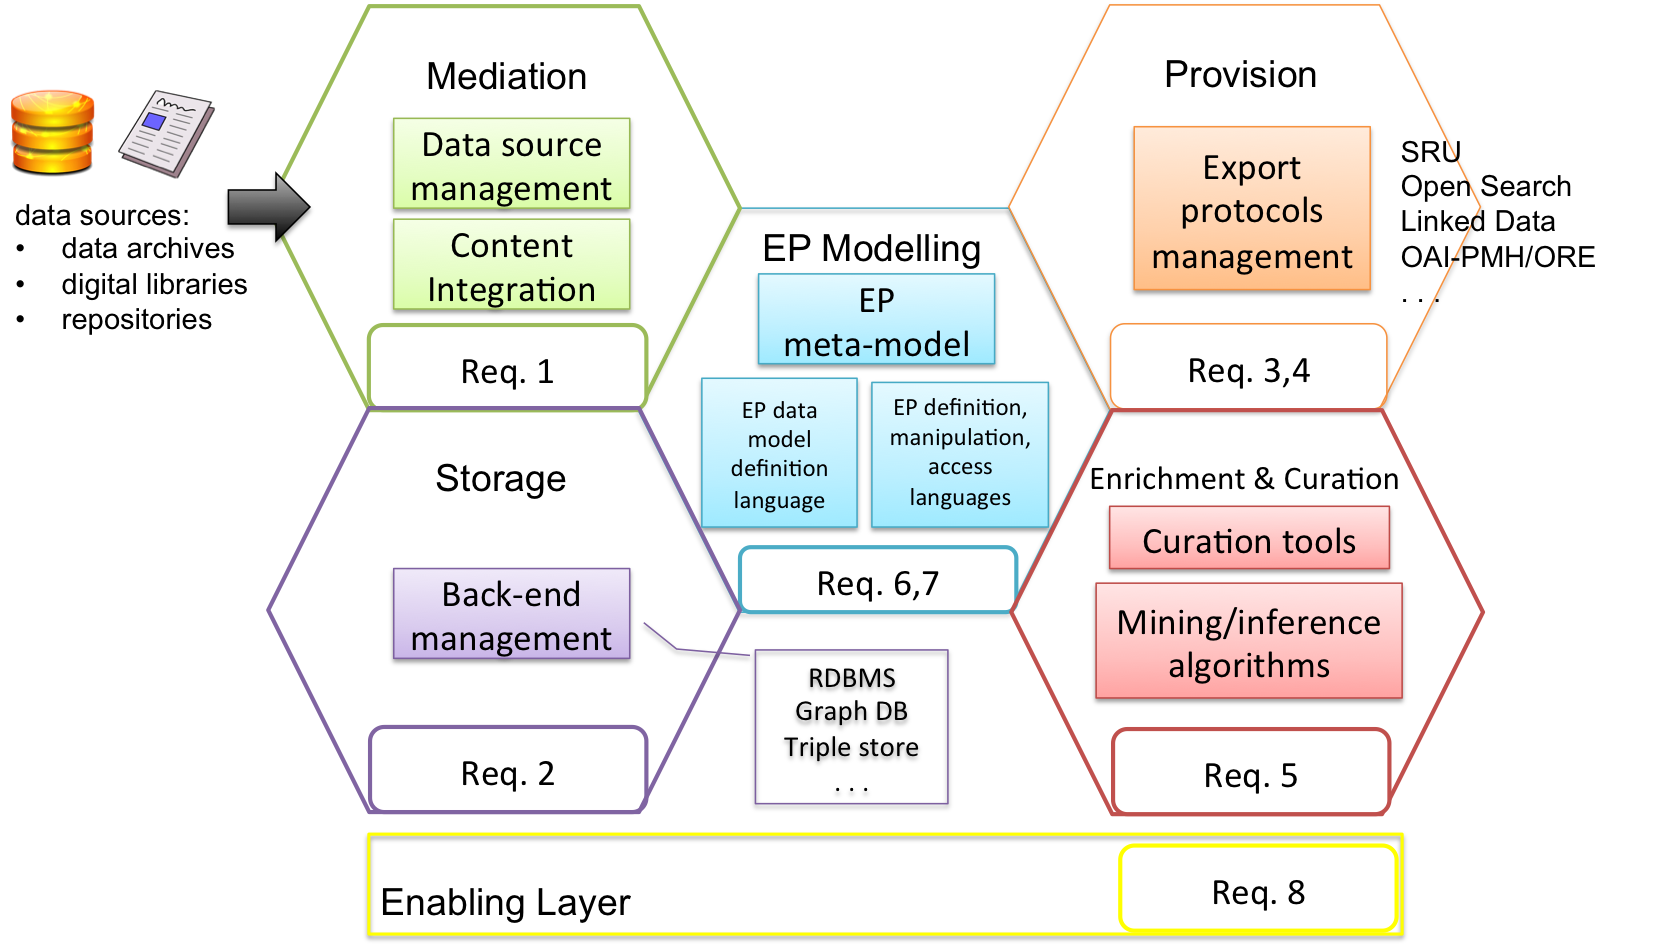 Mediation
Data source
management
Content
Integration
Req. 1
data sources:
• data archives
• digital libraries
• repositories
Provision
Export
protocols
management
SRU
Open Search
Linked Data
OAI-PMH/ORE
. . .
Req. 3,4
EP Modelling
EP
meta-model
EP data
model
definition
language
EP definition,
manipulation,
access
languages
Req. 6,7
Storage
Back-end
management
Req. 2
RDBMS
Graph DB
Triple store
. . .
Enrichment & Curation
Curation tools
Mining/inference
algorithms
Req. 5
Enabling Layer
Req. 8